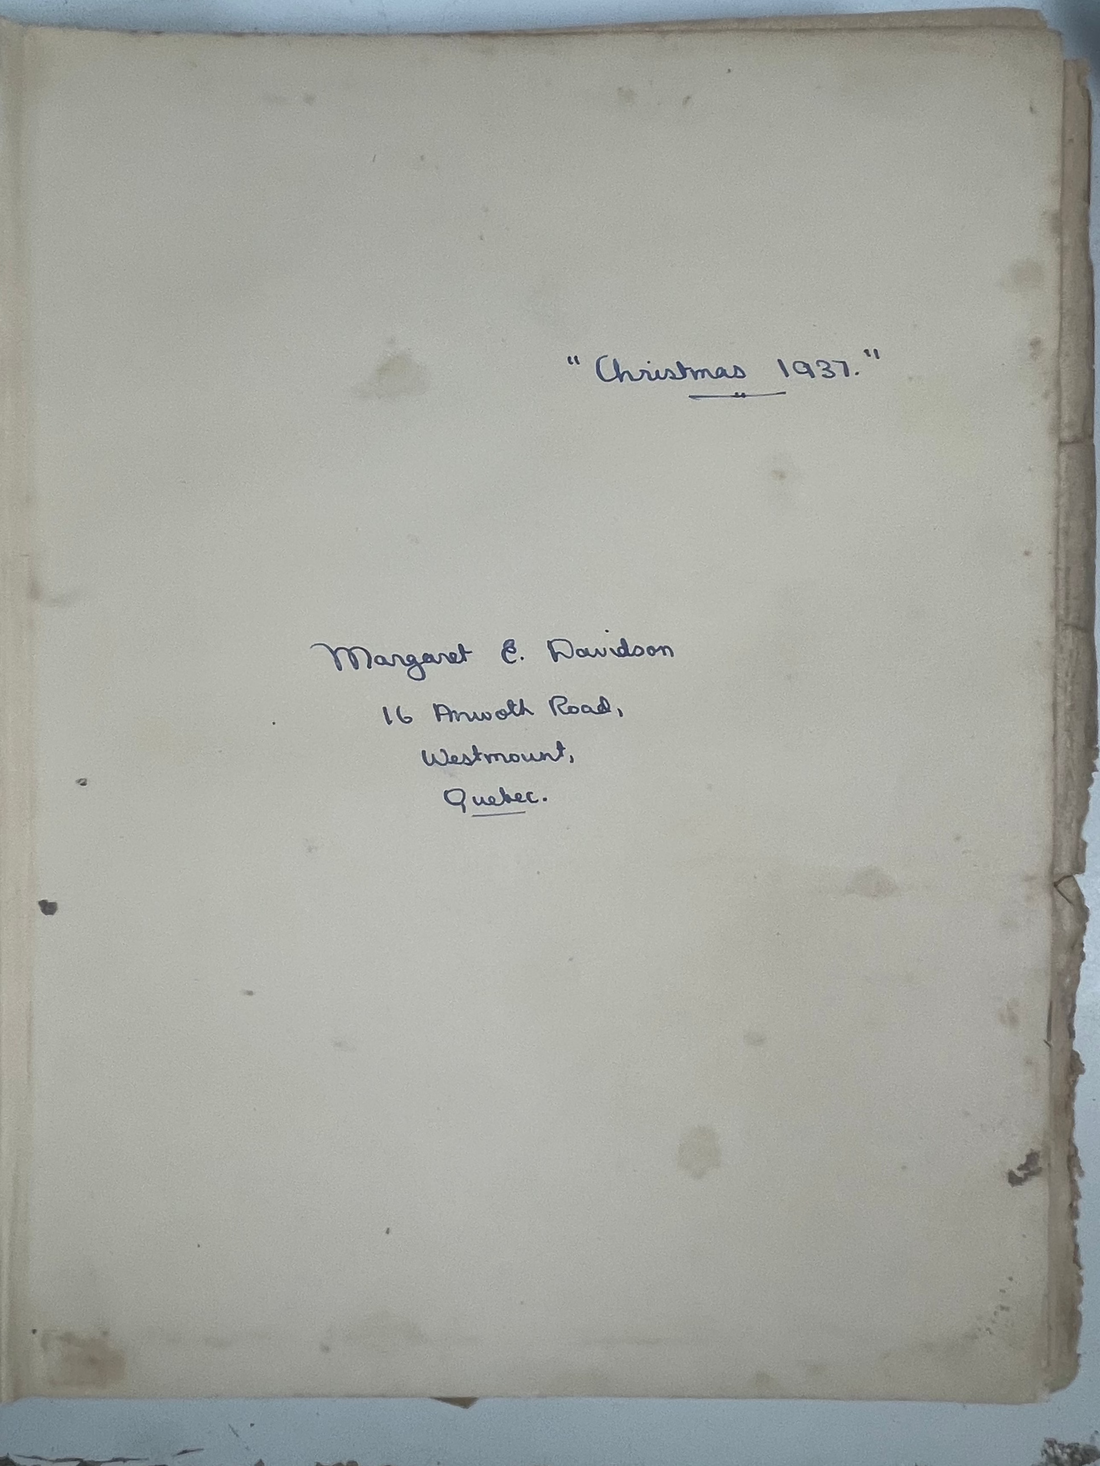 "Christmas 1937."
Margaret E. Davidson
16 Anwoth Road,
Westmount,
Quebec.